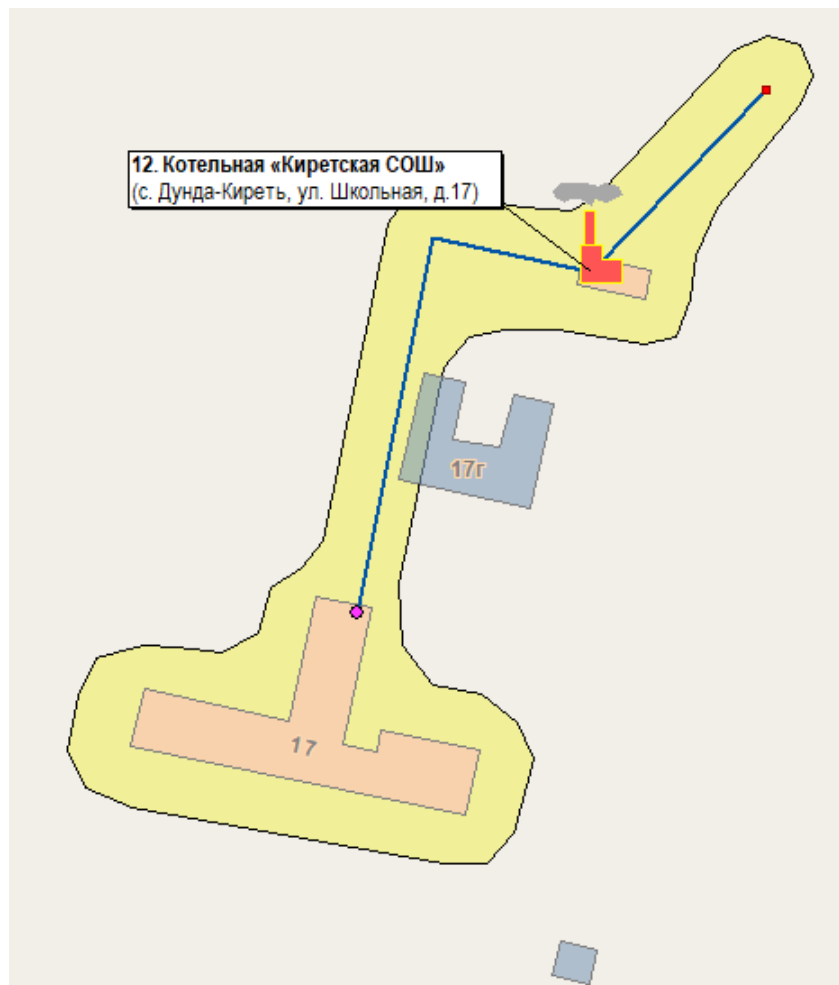 12. Котельная «Киретская СОШ»
(с. Дунда-Киреть, ул. Школьная, д.17)
17г
17